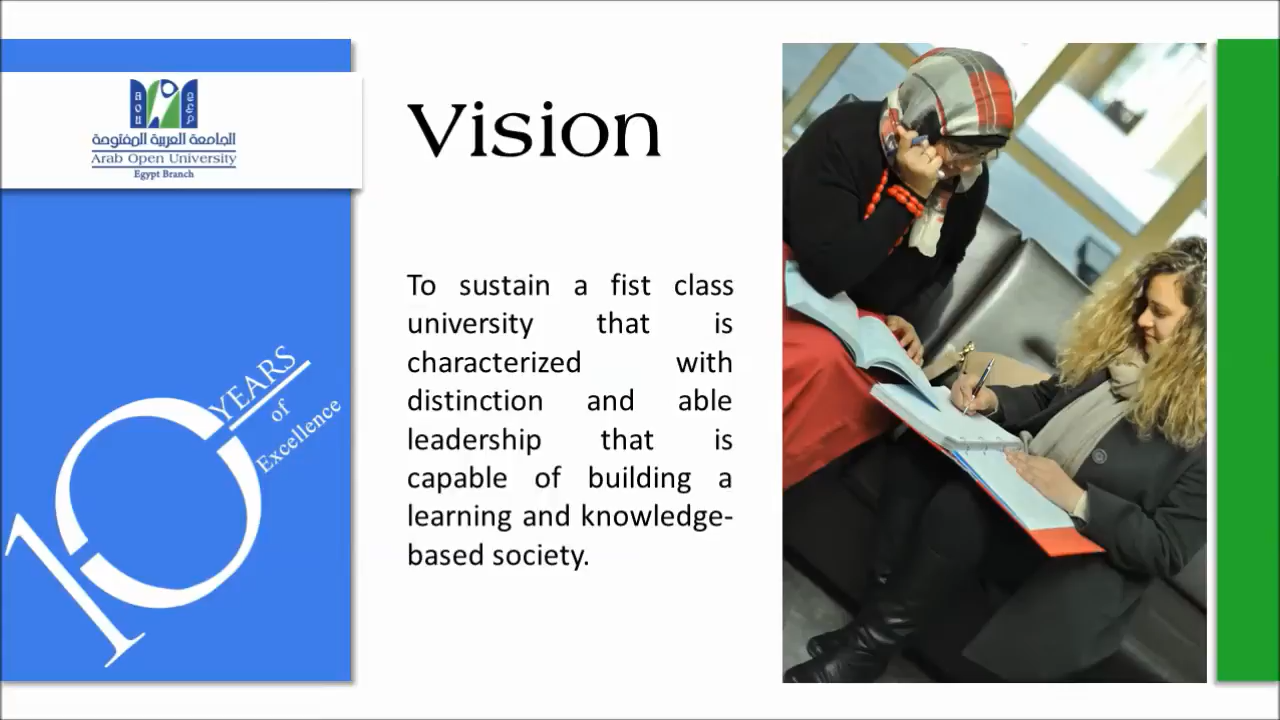 الجامعة العربية المفتوحة
Arab Open University
Egypt Branch
10 YEARS
of
Excellence
Vision
To sustain a fist class
university that is
characterized with
distinction and able
leadership that is
capable of building a
learning and knowledge-
based society.